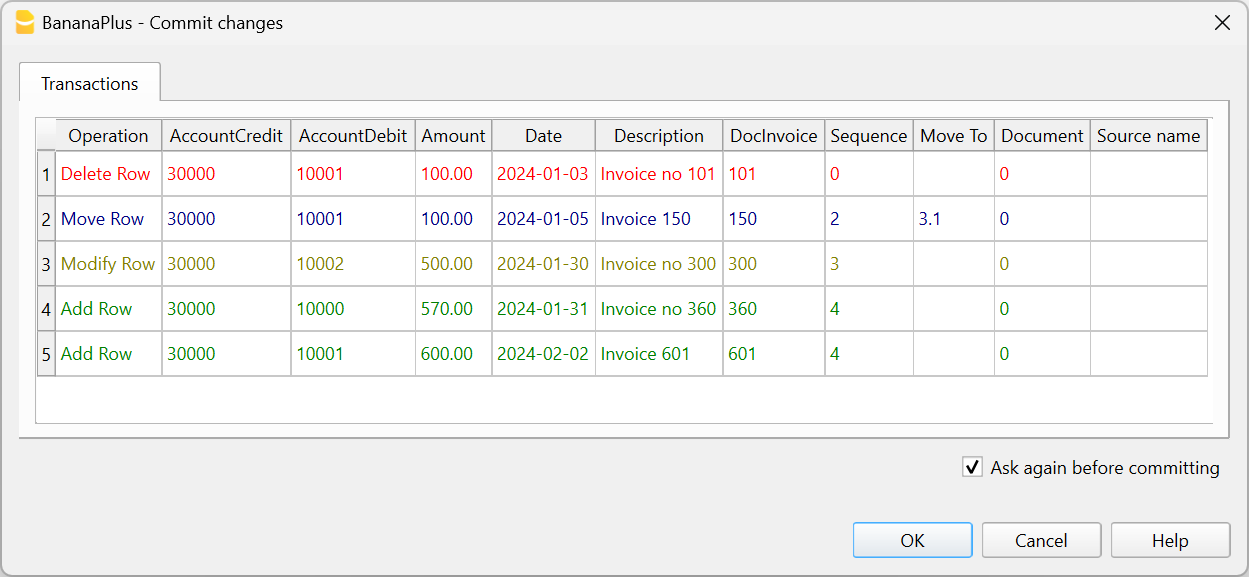 BananaPlus - Commit changes
Transactions
Operation AccountCredit AccountDebit Amount Date Description DocInvoice Sequence Move To Document Source name
1 Delete Row 30000 10001 100.00 2024-01-03 Invoice no 101 101 0 0
2 Move Row 30000 10001 100.00 2024-01-05 Invoice 150 150 2 3.1 0
3 Modify Row 30000 10002 500.00 2024-01-30 Invoice no 300 300 3 0
4 Add Row 30000 10000 570.00 2024-01-31 Invoice no 360 360 4 0
5 Add Row 30000 10001 600.00 2024-02-02 Invoice 601 601 4 0
Ask again before committing
OK Cancel Help